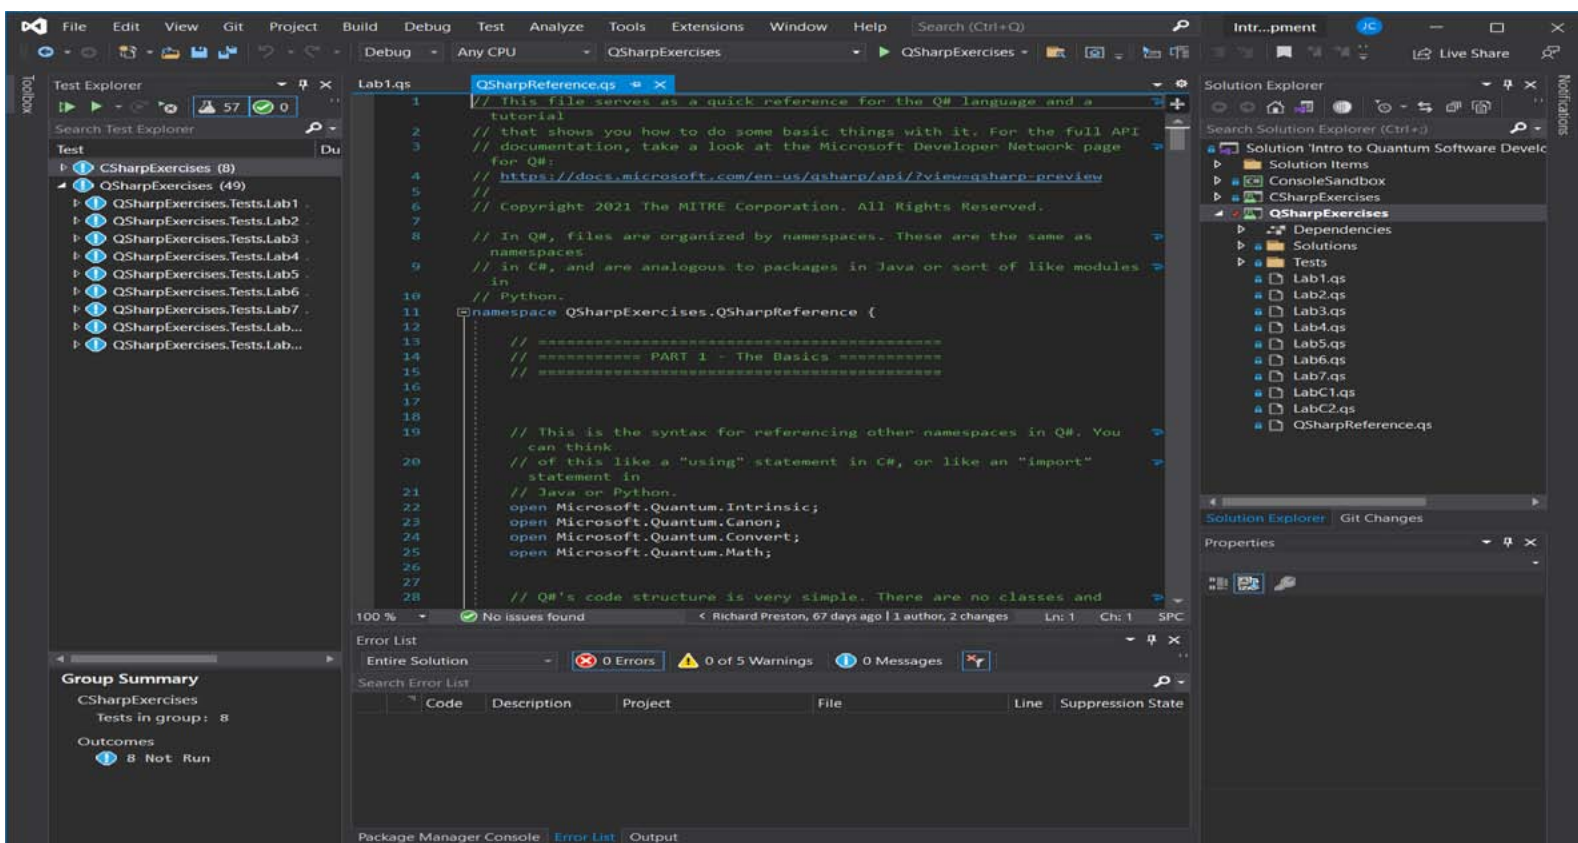 File Edit View Git Project Build Debug Test Analyze Tools Extensions Window Help Search (Ctrl+Q) Intr...pment JC
Debug Any CPU QSharpExercises QSharpExercises Live Share
Toolbox
Test Explorer
57 0
Search Test Explorer
Test Du
CSharpExercises (8)
QSharpExercises (49)
QSharpExercises.Tests.Lab1
QSharpExercises.Tests.Lab2
QSharpExercises.Tests.Lab3
QSharpExercises.Tests.Lab4
QSharpExercises.Tests.Lab5
QSharpExercises.Tests.Lab6
QSharpExercises.Tests.Lab7
QSharpExercises.Tests.Lab...
QSharpExercises.Tests.Lab...
Group Summary
CSharpExercises
Tests in group: 8
Outcomes
8 Not Run
Lab1.qs QSharpReference.qs
1 // This file serves as a quick reference for the Q# language and a
tutorial
2 // that shows you how to do some basic things with it. For the full API
3 // documentation, take a look at the Microsoft Developer Network page
for Q#:
4 // https://docs.microsoft.com/en-us/qsharp/api/?view=qsharp-preview
5 //
6 // Copyright 2021 The MITRE Corporation. All Rights Reserved.
7
8 // In Q#, files are organized by namespaces. These are the same as
namespaces
9 // in C#, and are analogous to packages in Java or sort of like modules
in
10 // Python.
11 namespace QSharpExercises.QSharpReference {
12
13 // ===========================================
14 // =========== PART 1 - The Basics ===========
15 // ===========================================
16
17
18
19 // This is the syntax for referencing other namespaces in Q#. You
can think
20 // of this like a "using" statement in C#, or like an "import"
statement in
21 // Java or Python.
22 open Microsoft.Quantum.Intrinsic;
23 open Microsoft.Quantum.Canon;
24 open Microsoft.Quantum.Convert;
25 open Microsoft.Quantum.Math;
26
27
28 // Q#'s code structure is very simple. There are no classes and
100 % No issues found < Richard Preston, 67 days ago | 1 author, 2 changes Ln: 1 Ch: 1 SPC
Error List
Entire Solution 0 Errors 0 of 5 Warnings 0 Messages
Search Error List
Code Description Project File Line Suppression State
Package Manager Console Error List Output
Solution Explorer
Search Solution Explorer (Ctrl+;)
Solution 'Intro to Quantum Software Develo
Solution Items
ConsoleSandbox
CSharpExercises
QSharpExercises
Dependencies
Solutions
Tests
Lab1.qs
Lab2.qs
Lab3.qs
Lab4.qs
Lab5.qs
Lab6.qs
Lab7.qs
LabC1.qs
LabC2.qs
QSharpReference.qs
Solution Explorer Git Changes
Properties
Notifications